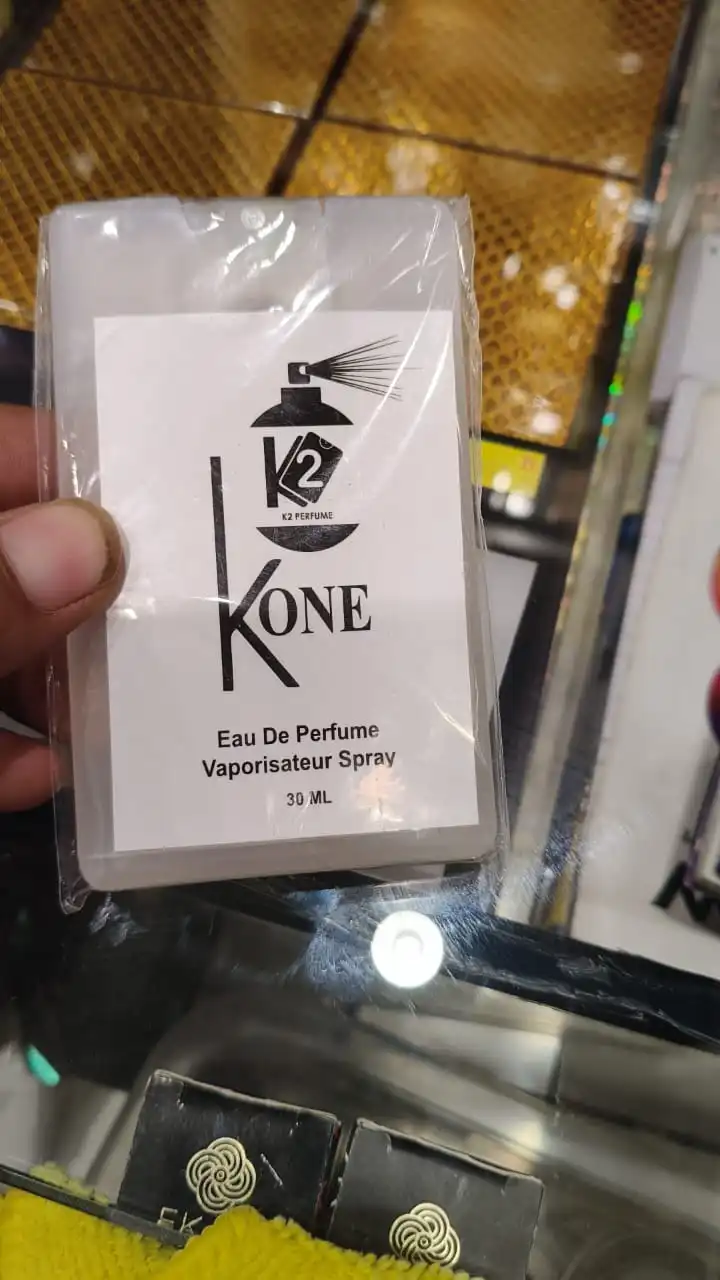 K2
K2 PERFUME
KONE
Eau De Perfume
Vaporisateur Spray
30 ML